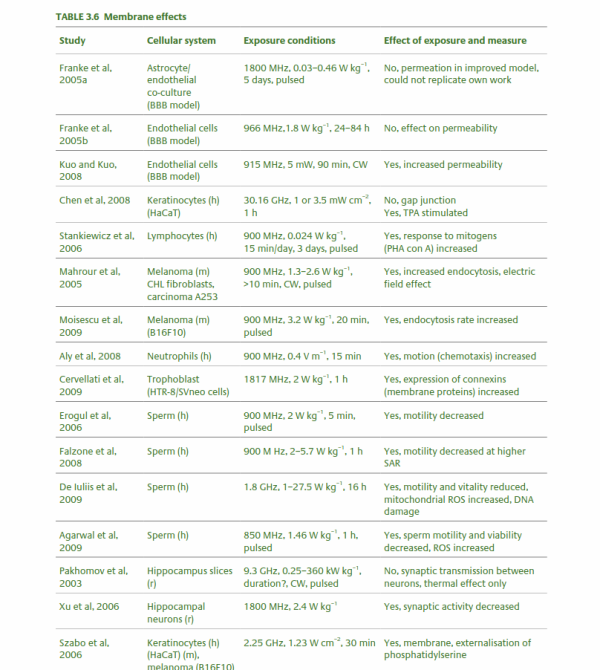 TABLE 3.6 Membrane effects
Study Cellular system Exposure conditions Effect of exposure and measure
Franke et al, Astrocyte/ 1800 MHz, 0.03–0.46 W kg⁻¹, No, permeation in improved model,
2005a endothelial 5 days, pulsed could not replicate own work
co-culture
(BBB model)
Franke et al, Endothelial cells 966 MHz,1.8 W kg⁻¹, 24–84 h No, effect on permeability
2005b (BBB model)
Kuo and Kuo, Endothelial cells 915 MHz, 5 mW, 90 min, CW Yes, increased permeability
2008 (BBB model)
Chen et al, 2008 Keratinocytes (h) 30.16 GHz, 1 or 3.5 mW cm⁻², No, gap junction
(HaCaT) 1 h Yes, TPA stimulated
Stankiewicz et al, Lymphocytes (h) 900 MHz, 0.024 W kg⁻¹, Yes, response to mitogens
2006 15 min/day, 3 days, pulsed (PHA con A) increased
Mahrour et al, Melanoma (m) 900 MHz, 1.3–2.6 W kg⁻¹, Yes, increased endocytosis, electric
2005 CHL fibroblasts, >10 min, CW, pulsed field effect
carcinoma A253
Moisescu et al, Melanoma (m) 900 MHz, 3.2 W kg⁻¹, 20 min, Yes, endocytosis rate increased
2009 (B16F10) pulsed
Aly et al, 2008 Neutrophils (h) 900 MHz, 0.4 V m⁻¹, 15 min Yes, motion (chemotaxis) increased
Cervellati et al, Trophoblast 1817 MHz, 2 W kg⁻¹, 1 h Yes, expression of connexins
2009 (HTR-8/SVneo cells) (membrane proteins) increased
Erogul et al, Sperm (h) 900 MHz, 2 W kg⁻¹, 5 min, Yes, motility decreased
2006 pulsed
Falzone et al, Sperm (h) 900 M Hz, 2–5.7 W kg⁻¹, 1 h Yes, motility decreased at higher
2008 SAR
De Iuliis et al, Sperm (h) 1.8 GHz, 1–27.5 W kg⁻¹, 16 h Yes, motility and vitality reduced,
2009 mitochondrial ROS increased, DNA
damage
Agarwal et al, Sperm (h) 850 MHz, 1.46 W kg⁻¹, 1 h, Yes, sperm motility and viability
2009 pulsed decreased, ROS increased
Pakhomov et al, Hippocampus slices 9.3 GHz, 0.25–360 kW kg⁻¹, No, synaptic transmission between
2003 (r) duration?, CW, pulsed neurons, thermal effect only
Xu et al, 2006 Hippocampal 1800 MHz, 2.4 W kg⁻¹ Yes, synaptic activity decreased
neurons (r)
Szabo et al, Keratinocytes (h) 2.25 GHz, 1.23 W cm⁻², 30 min Yes, membrane, externalisation of
2006 (HaCaT) (m), phosphatidylserine
melanoma (B16F10)